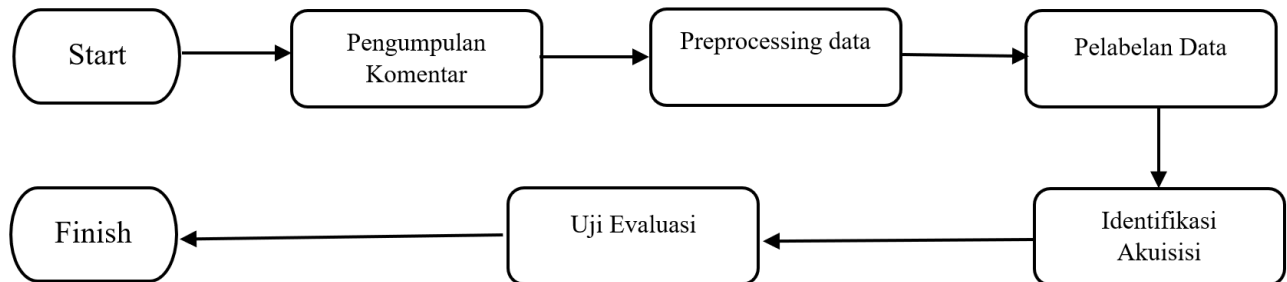 Start
Pengumpulan
Komentar
Preprocessing data
Pelabelan Data
Identifikasi
Akuisisi
Uji Evaluasi
Finish